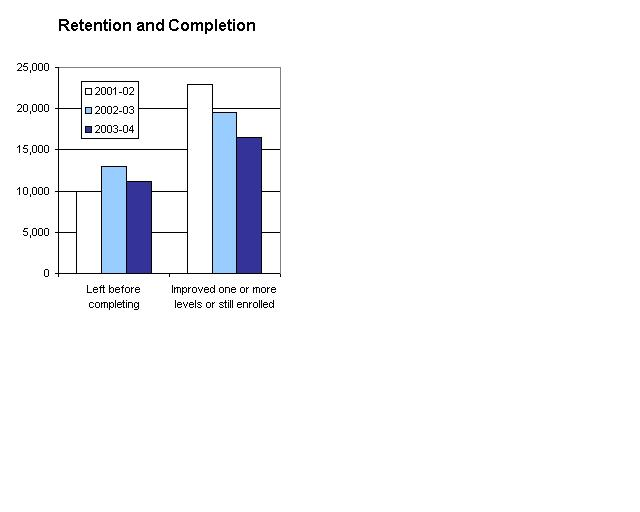 Retention and Completion
25,000
20,000
15,000
10,000
5,000
0
2001-02
2002-03
2003-04
Left before
completing
Improved one or more
levels or still enrolled